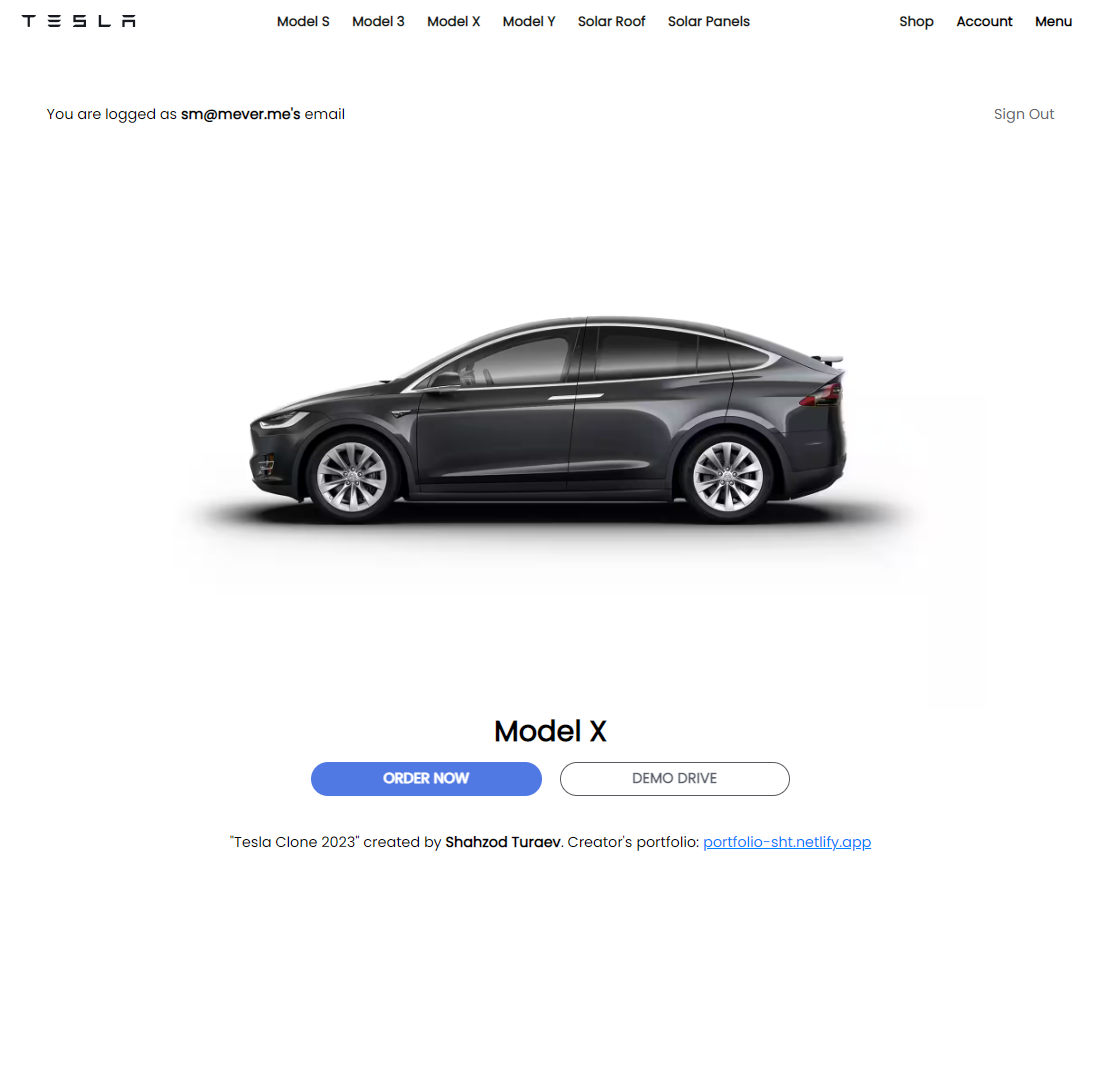 TESLA Model S Model 3 Model X Model Y Solar Roof Solar Panels Shop Account Menu
You are logged as sm@mever.me's email Sign Out
Model X
ORDER NOW DEMO DRIVE
"Tesla Clone 2023" created by Shahzod Turaev. Creator's portfolio: portfolio-sht.netlify.app